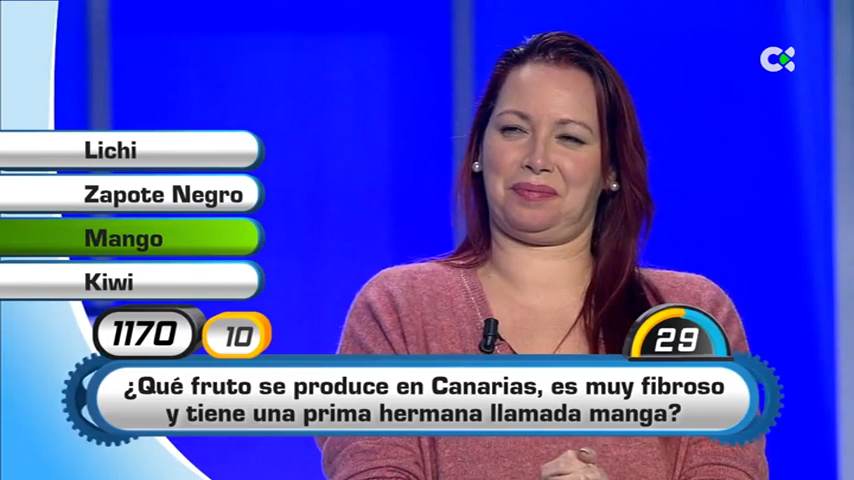 Lichi
Zapote Negro
Mango
Kiwi
1170
10
29
¿Qué fruto se produce en Canarias, es muy fibroso
y tiene una prima hermana llamada manga?